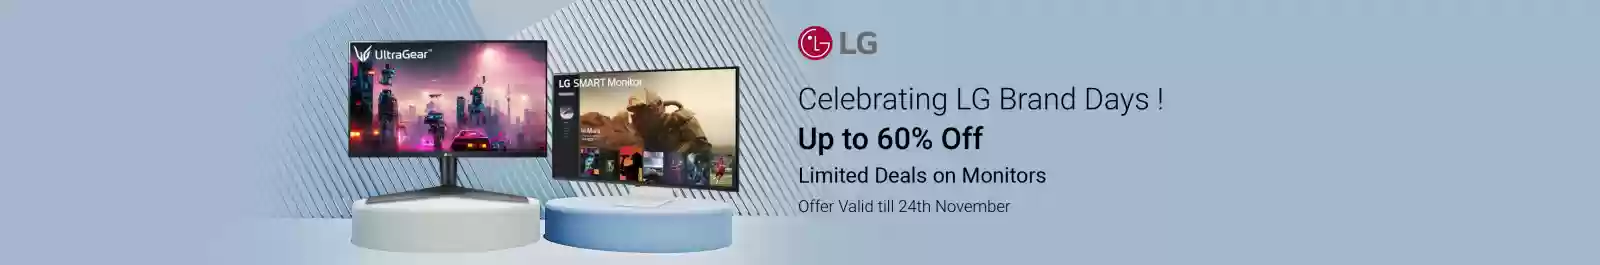 UltraGear™
LG SMART Monitor
LG
Celebrating LG Brand Days !
Up to 60% Off
Limited Deals on Monitors
Offer Valid till 24th November